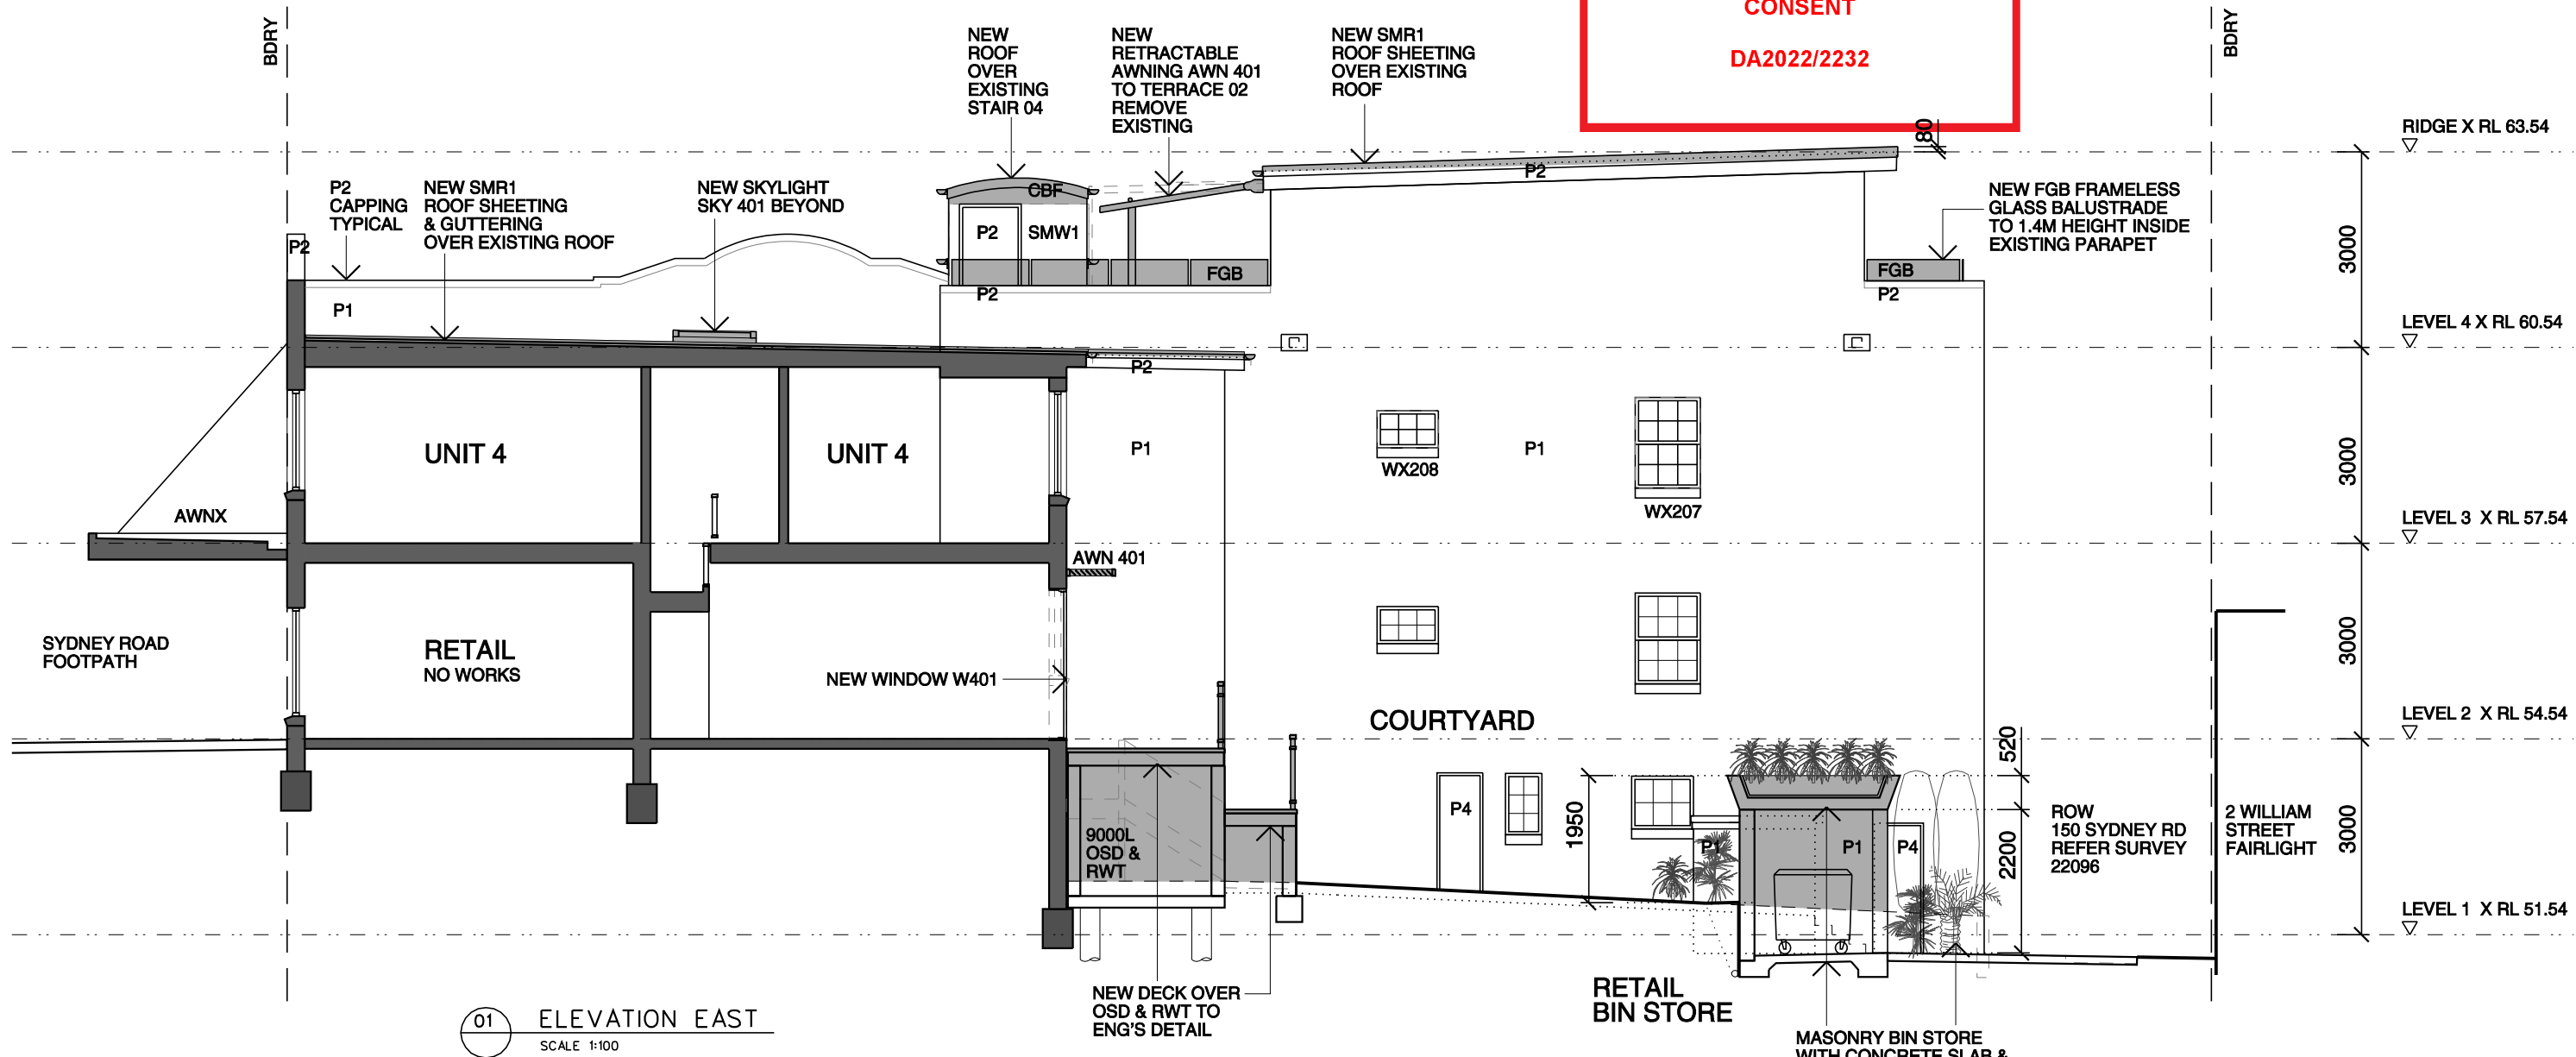 CONSENT
DA2022/2232
BDRY
BDRY
NEW
ROOF
OVER
EXISTING
STAIR 04
NEW
RETRACTABLE
AWNING AWN 401
TO TERRACE 02
REMOVE
EXISTING
NEW SMR1
ROOF SHEETING
OVER EXISTING
ROOF
80
RIDGE X RL 63.54
P2
CAPPING
TYPICAL
NEW SMR1
ROOF SHEETING
& GUTTERING
OVER EXISTING ROOF
NEW SKYLIGHT
SKY 401 BEYOND
CBF
P2
NEW FGB FRAMELESS
GLASS BALUSTRADE
TO 1.4M HEIGHT INSIDE
EXISTING PARAPET
P2
P2
SMW1
3000
FGB
FGB
P2
P2
P1
LEVEL 4 X RL 60.54
P2
UNIT 4
UNIT 4
P1
WX208
P1
WX207
3000
AWNX
LEVEL 3 X RL 57.54
AWN 401
SYDNEY ROAD
FOOTPATH
RETAIL
NO WORKS
NEW WINDOW W401
3000
COURTYARD
LEVEL 2 X RL 54.54
520
1950
P4
9000L
OSD &
RWT
P1
P1
P4
2200
ROW
150 SYDNEY RD
REFER SURVEY
22096
2 WILLIAM
STREET
FAIRLIGHT
3000
LEVEL 1 X RL 51.54
NEW DECK OVER
OSD & RWT TO
ENG'S DETAIL
RETAIL
BIN STORE
MASONRY BIN STORE
WITH CONCRETE SLAB &
01
ELEVATION EAST
SCALE 1:100